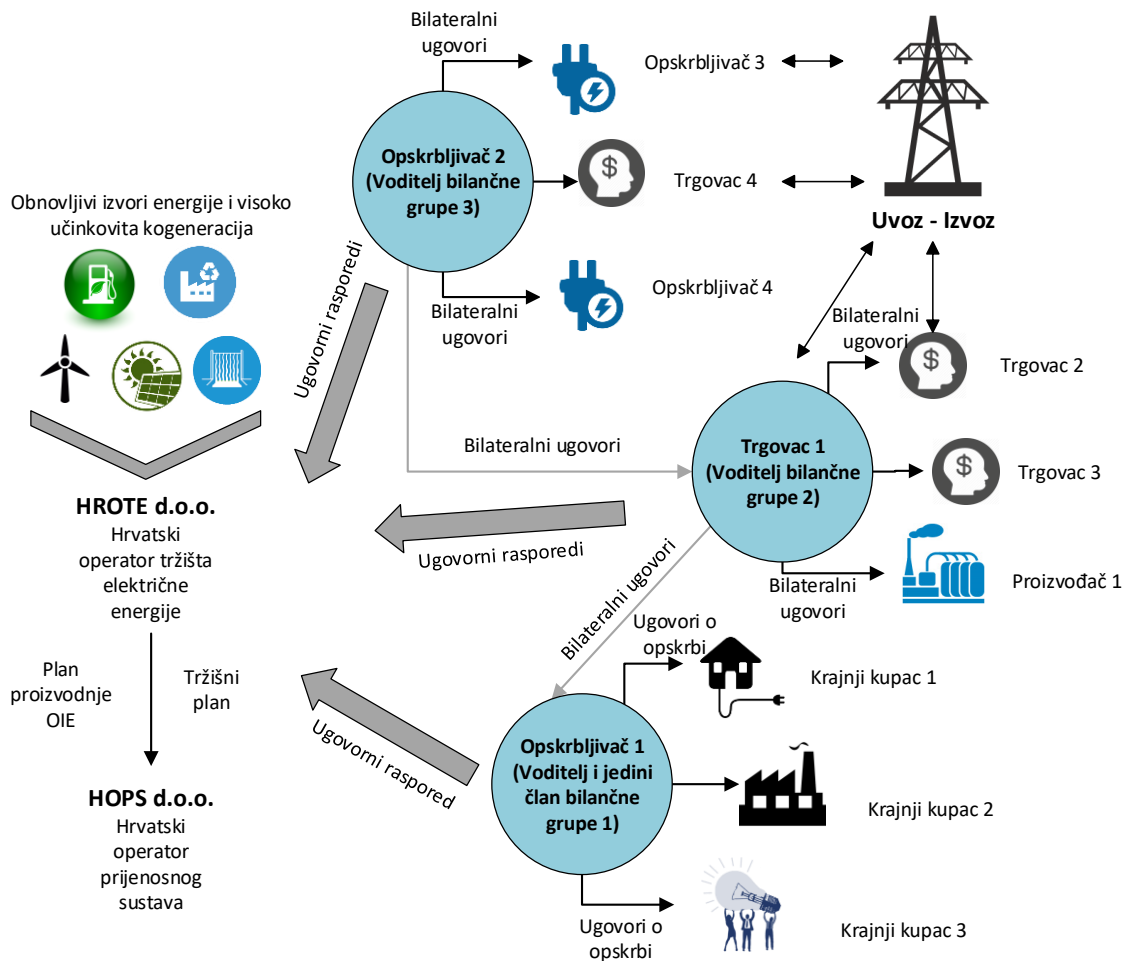 Bilateralni
ugovori
Opskrbljivač 3
Opskrbljivač 2
(Voditelj bilančne
grupe 3)
Trgovac 4
Uvoz - Izvoz
Obnovljivi izvori energije i visoko
učinkovita kogeneracija
Opskrbljivač 4
Bilateralni
ugovori
Ugovorni rasporedi
Bilateralni
ugovori
Trgovac 2
Bilateralni ugovori
Trgovac 1
(Voditelj bilančne
grupe 2)
Trgovac 3
HROTE d.o.o.
Hrvatski
operator tržišta
električne
energije
Ugovorni rasporedi
Bilateralni
ugovori
Proizvođač 1
Bilateralni ugovori
Ugovori o
opskrbi
Krajnji kupac 1
Plan
proizvodnje
OIE
Tržišni
plan
Ugovorni raspored
Opskrbljivač 1
(Voditelj i jedini
član bilančne
grupe 1)
Krajnji kupac 2
HOPS d.o.o.
Hrvatski
operator
prijenosnog
sustava
Ugovori o
opskrbi
Krajnji kupac 3